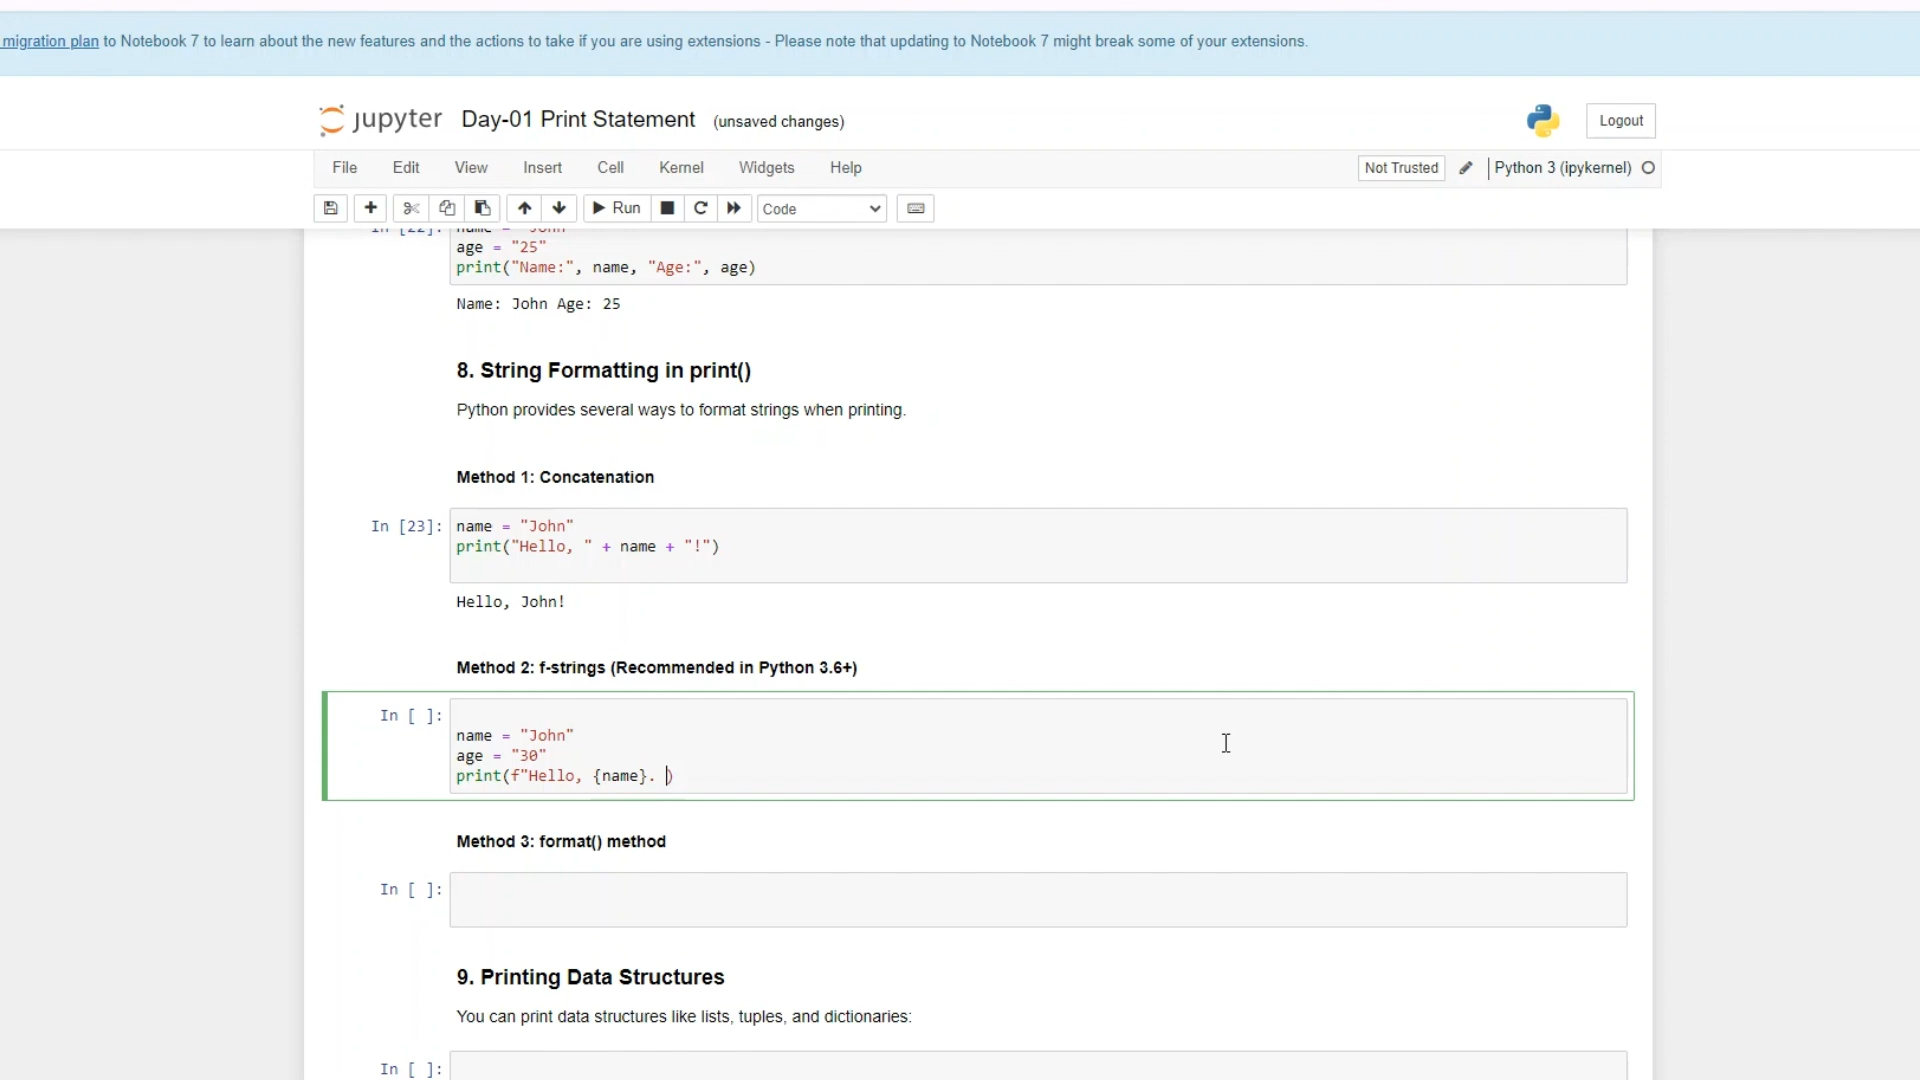 migration plan to Notebook 7 to learn about the new features and the actions to take if you are using extensions - Please note that updating to Notebook 7 might break some of your extensions.
jupyter Day-01 Print Statement (unsaved changes)
Logout
File Edit View Insert Cell Kernel Widgets Help
Not Trusted Python 3 (ipykernel)
Run Code
In [22]: name = "John"
age = "25"
print("Name:", name, "Age:", age)
Name: John Age: 25
8. String Formatting in print()
Python provides several ways to format strings when printing.
Method 1: Concatenation
In [23]: name = "John"
print("Hello, " + name + "!")
Hello, John!
Method 2: f-strings (Recommended in Python 3.6+)
In [ ]:
name = "John"
age = "30"
print(f"Hello, {name}. )
Method 3: format() method
In [ ]:
9. Printing Data Structures
You can print data structures like lists, tuples, and dictionaries:
In [ ]: